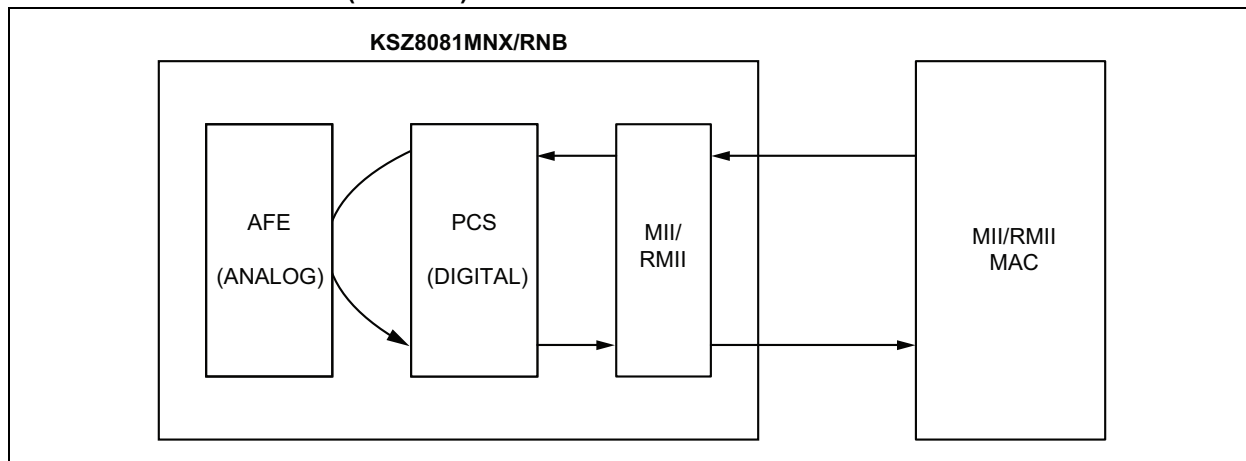 KSZ8081MNX/RNB
AFE
(ANALOG)
PCS
(DIGITAL)
MII/
RMII
MII/RMII
MAC